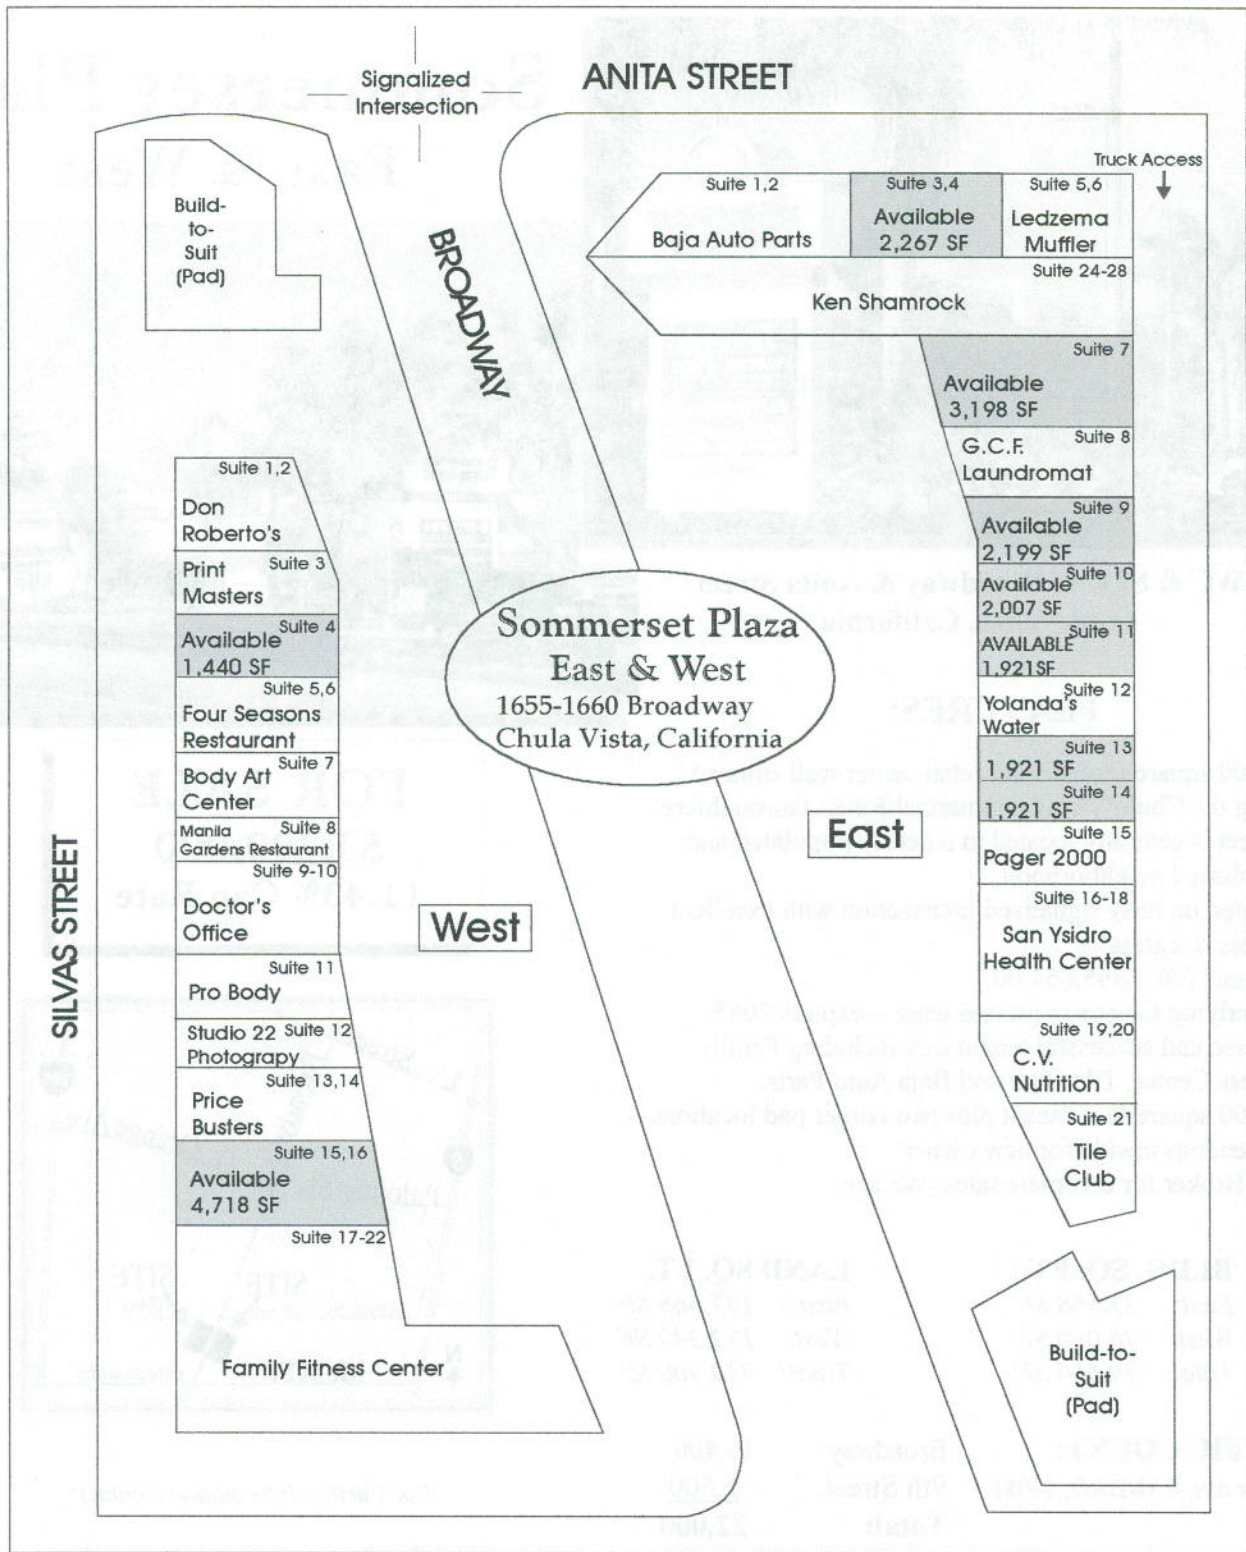 ANITA STREET
Signalized
Intersection
BROADWAY
SILVAS STREET
Truck Access
Build-
to-
Suit
(Pad)
Suite 1,2
Don
Roberto's
Suite 3
Print
Masters
Suite 4
Available
1,440 SF
Suite 5,6
Four Seasons
Restaurant
Suite 7
Body Art
Center
Suite 8
Manila
Gardens Restaurant
Suite 9-10
Doctor's
Office
Suite 11
Pro Body
Studio 22 Suite 12
Photograpy
Suite 13,14
Price
Busters
Suite 15,16
Available
4,718 SF
Suite 17-22
Family Fitness Center
West
Sommerset Plaza
East & West
1655-1660 Broadway
Chula Vista, California
East
Suite 1,2
Baja Auto Parts
Suite 3,4
Available
2,267 SF
Suite 5,6
Ledzema
Muffler
Suite 24-28
Ken Shamrock
Suite 7
Available
3,198 SF
Suite 8
G.C.F.
Laundromat
Suite 9
Available
2,199 SF
Suite 10
Available
2,007 SF
Suite 11
AVAILABLE
1,921SF
Suite 12
Yolanda's
Water
Suite 13
1,921 SF
Suite 14
1,921 SF
Suite 15
Pager 2000
Suite 16-18
San Ysidro
Health Center
Suite 19,20
C.V.
Nutrition
Suite 21
Tile
Club
Build-to-
Suit
(Pad)